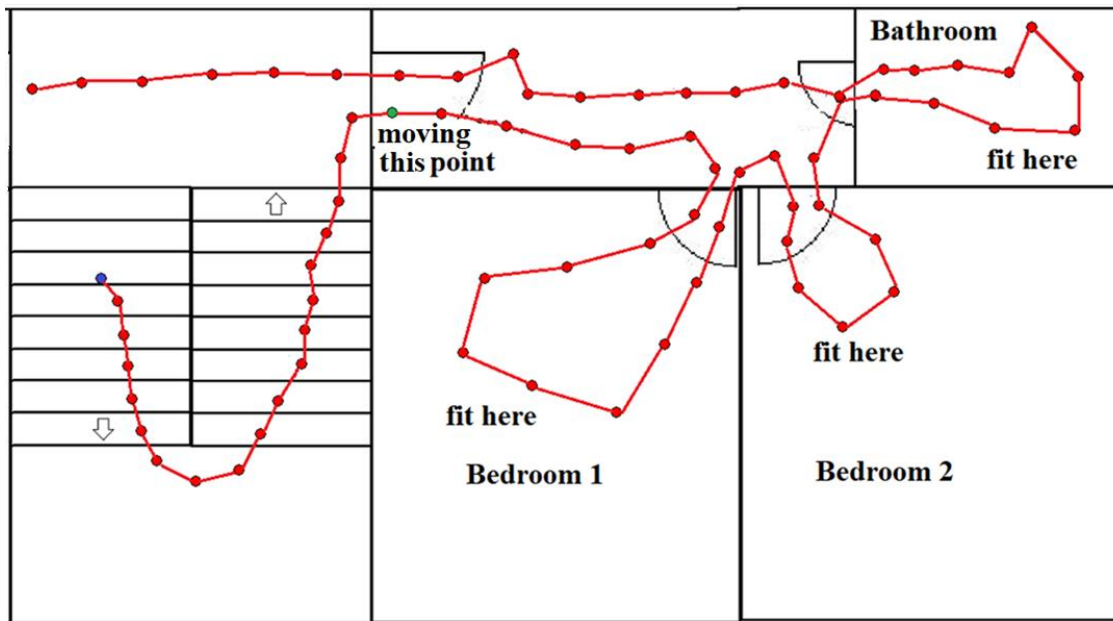 Bathroom
moving
this point
fit here
fit here
fit here
Bedroom 1
Bedroom 2